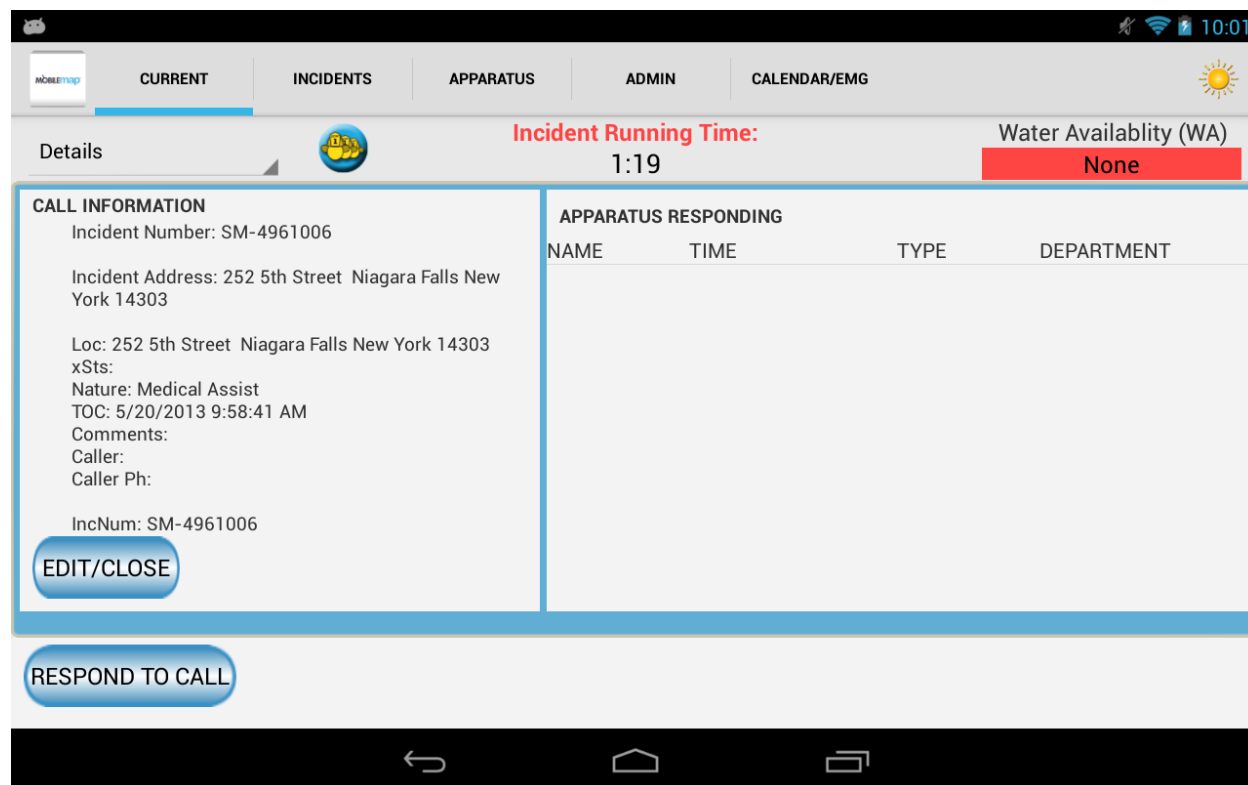 10:01
MOBILEmap
CURRENT
INCIDENTS
APPARATUS
ADMIN
CALENDAR/EMG
Details
Incident Running Time:
1:19
Water Availablity (WA)
None
CALL INFORMATION
Incident Number: SM-4961006
Incident Address: 252 5th Street Niagara Falls New
York 14303
Loc: 252 5th Street Niagara Falls New York 14303
xSts:
Nature: Medical Assist
TOC: 5/20/2013 9:58:41 AM
Comments:
Caller:
Caller Ph:
IncNum: SM-4961006
EDIT/CLOSE
APPARATUS RESPONDING
NAME TIME TYPE DEPARTMENT
RESPOND TO CALL